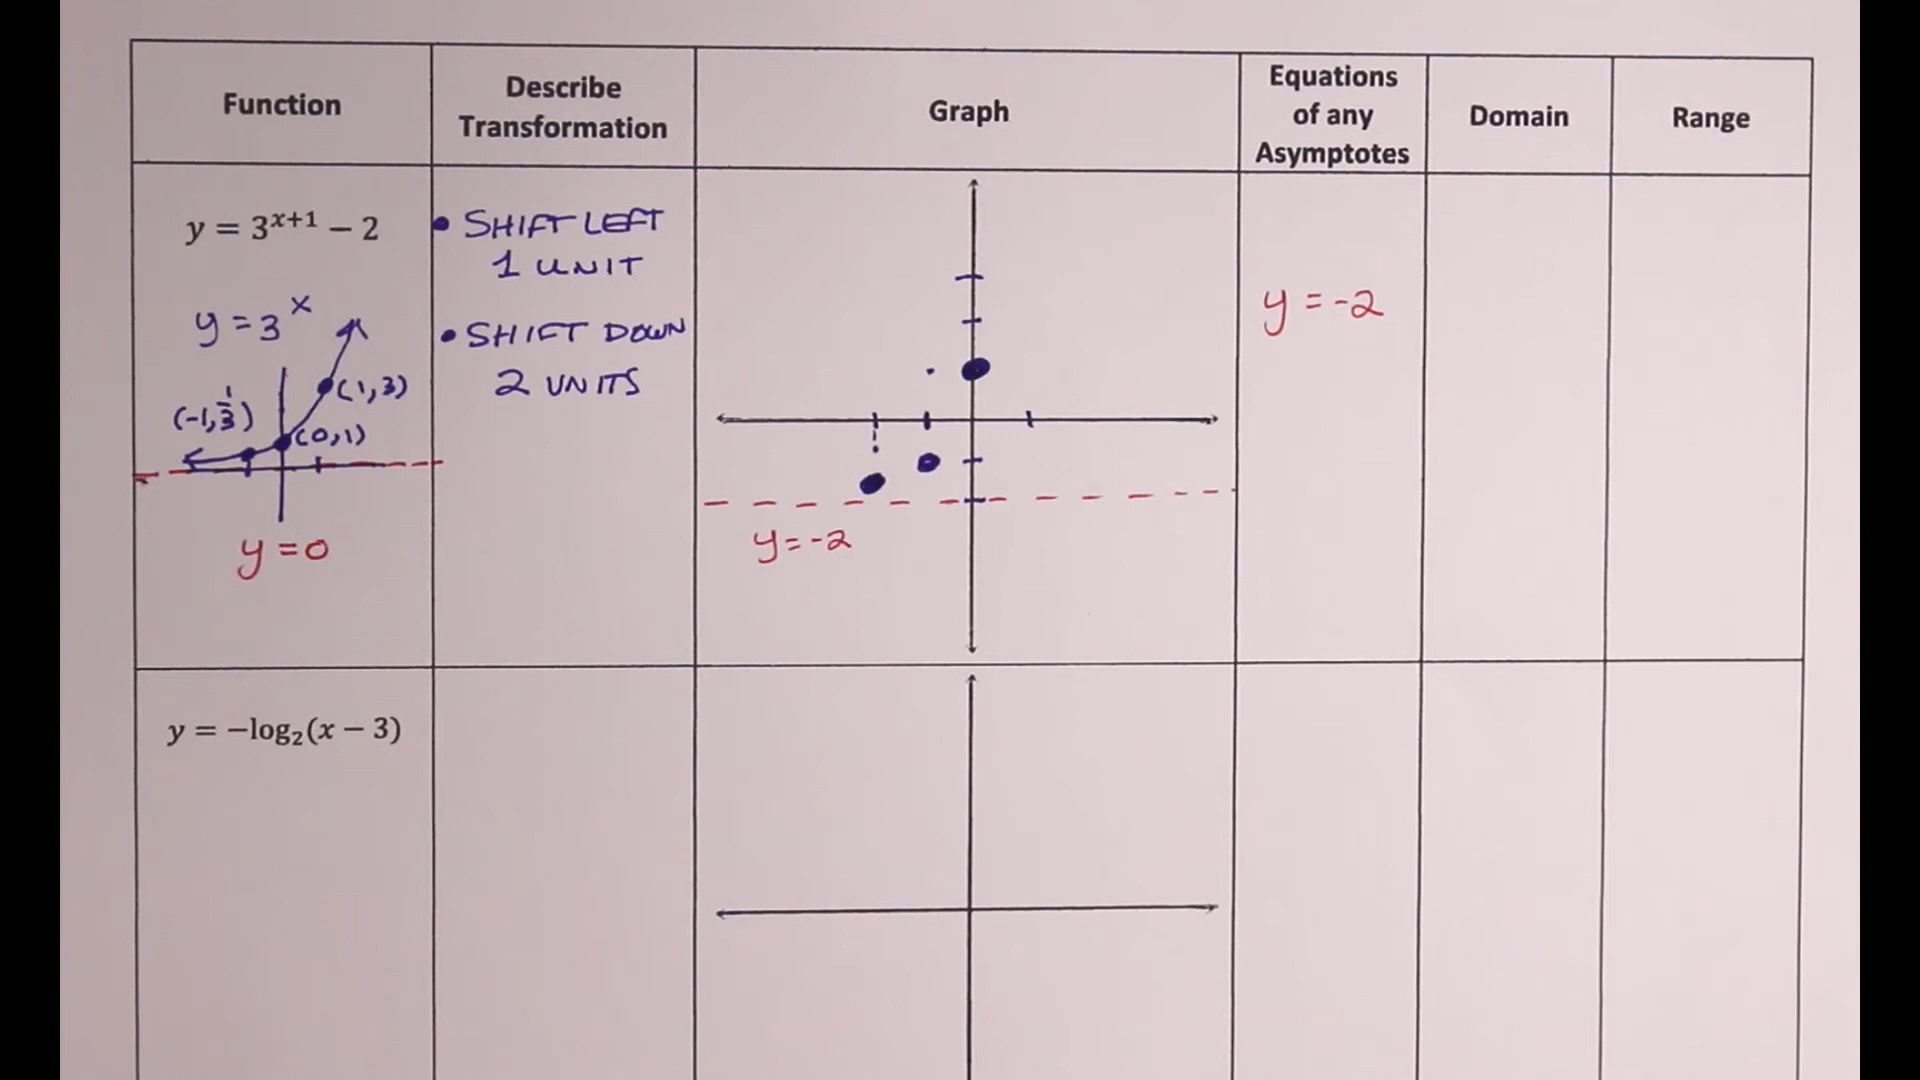 Function
Describe
Transformation
Graph
Equations
of any
Asymptotes
Domain
Range
y = 3^{x+1} − 2
y = 3^x
(1,3)
(-1,1/3)
(0,1)
y = 0
• SHIFT LEFT
1 UNIT
• SHIFT DOWN
2 UNITS
y = -2
y = -2
y = −log₂(x − 3)